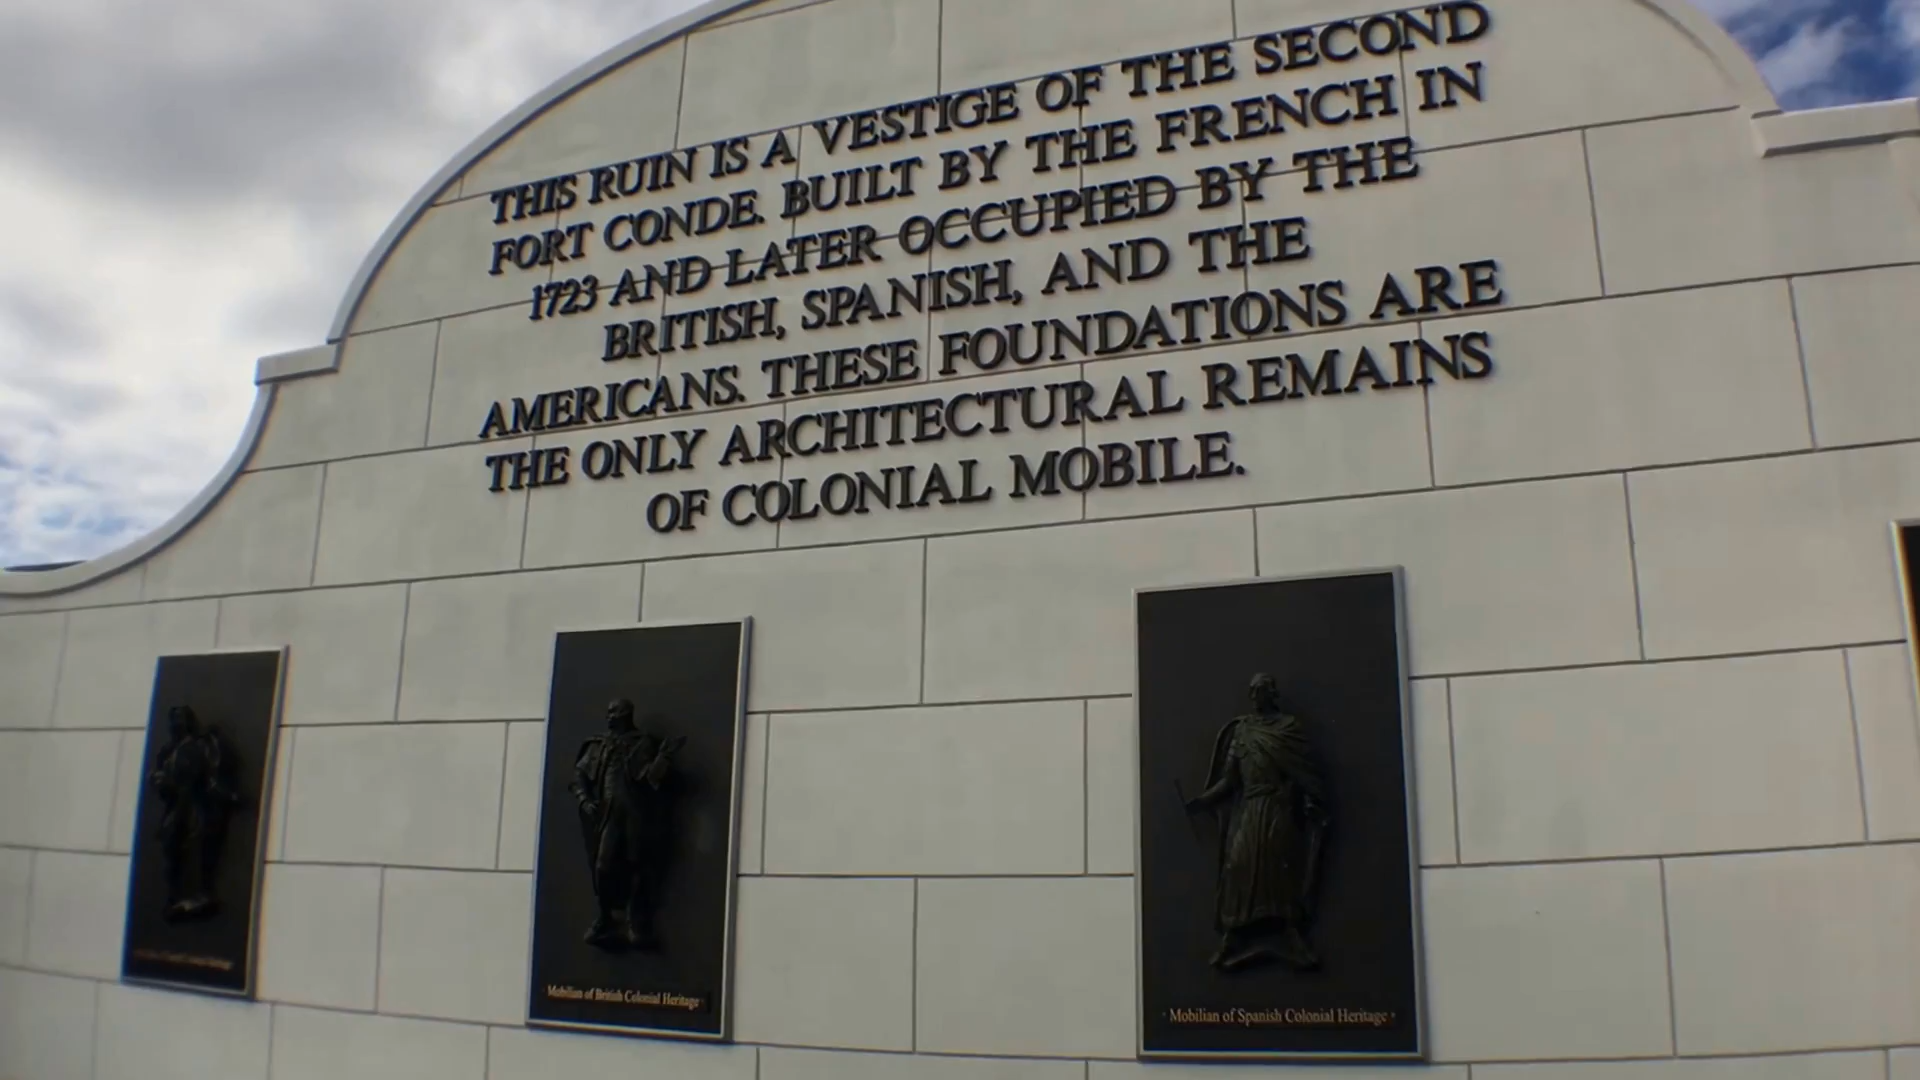 THIS RUIN IS A VESTIGE OF THE SECOND
FORT CONDE. BUILT BY THE FRENCH IN
1723 AND LATER OCCUPIED BY THE
BRITISH, SPANISH, AND THE
AMERICANS. THESE FOUNDATIONS ARE
THE ONLY ARCHITECTURAL REMAINS
OF COLONIAL MOBILE.
Colonial Heritage
· Mobilian of British Colonial Heritage ·
· Mobilian of Spanish Colonial Heritage ·